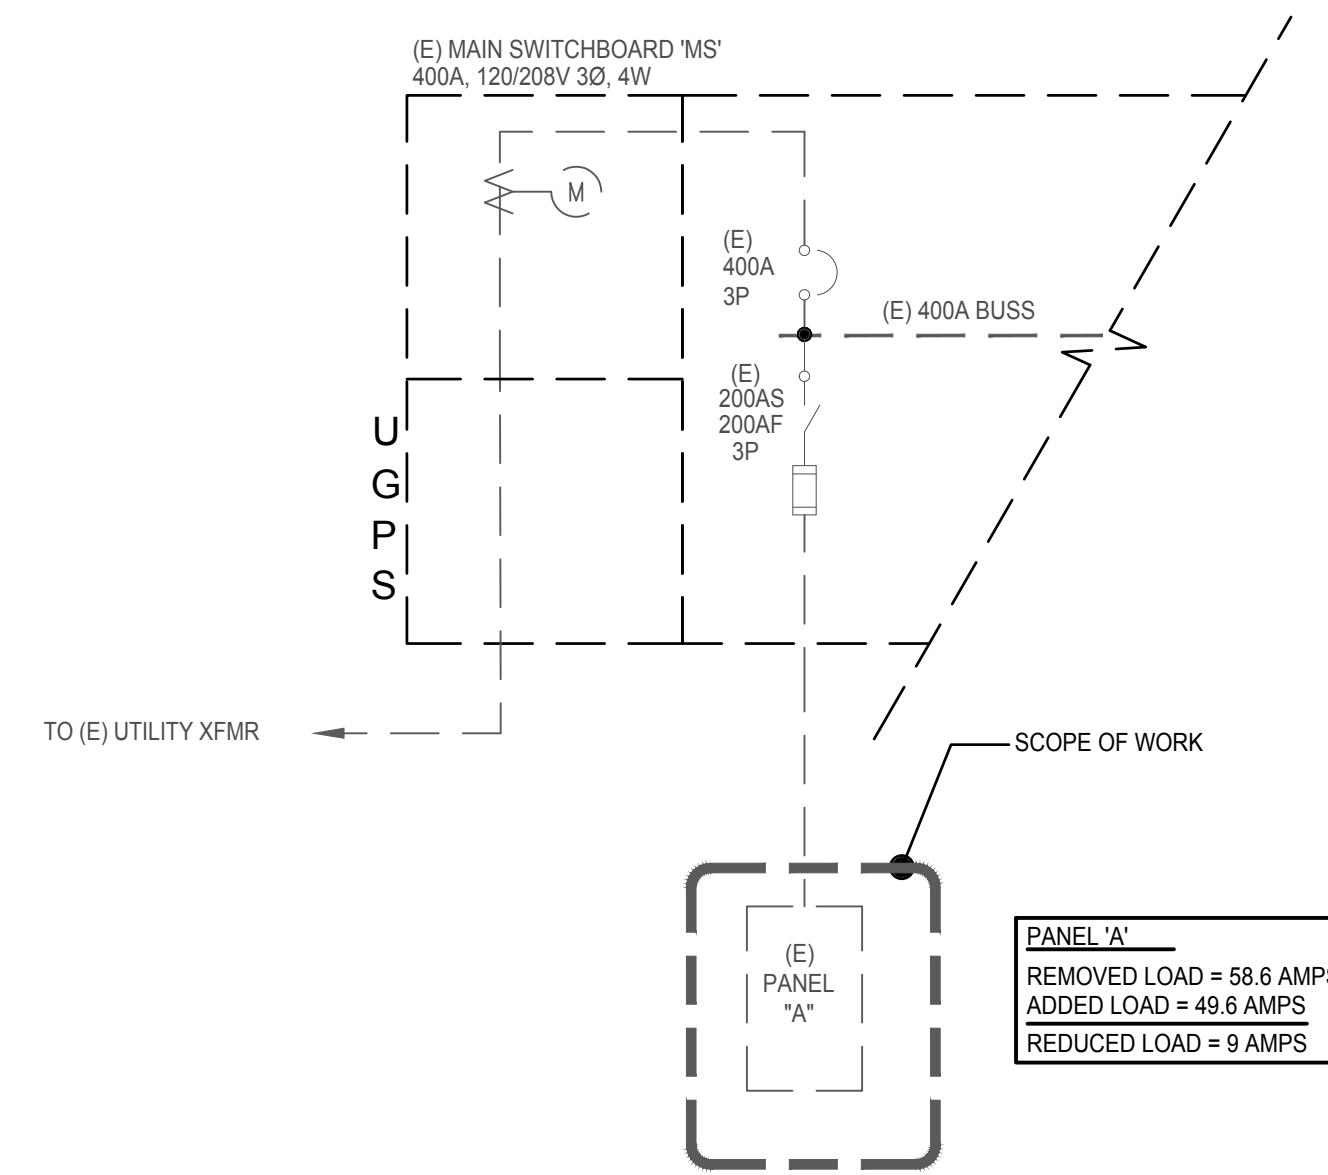 (E) MAIN SWITCHBOARD 'MS'
400A, 120/208V 3Ø, 4W
M
(E)
400A
3P
(E) 400A BUSS
(E)
200AS
200AF
3P
U
G
P
S
TO (E) UTILITY XFMR
SCOPE OF WORK
(E)
PANEL
"A"
PANEL 'A'
REMOVED LOAD = 58.6 AMPS
ADDED LOAD = 49.6 AMPS
REDUCED LOAD = 9 AMPS